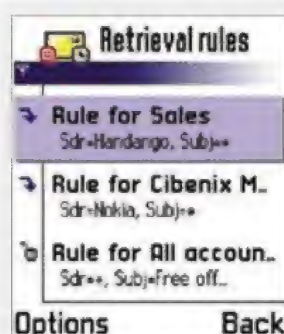 Retrieval rules
Rule for Sales
Sdr=Handango, Subj=*
Rule for Cibenix M..
Sdr=Nokia, Subj=*
Rule for All accoun..
Sdr=*, Subj=Free off..
Options Back